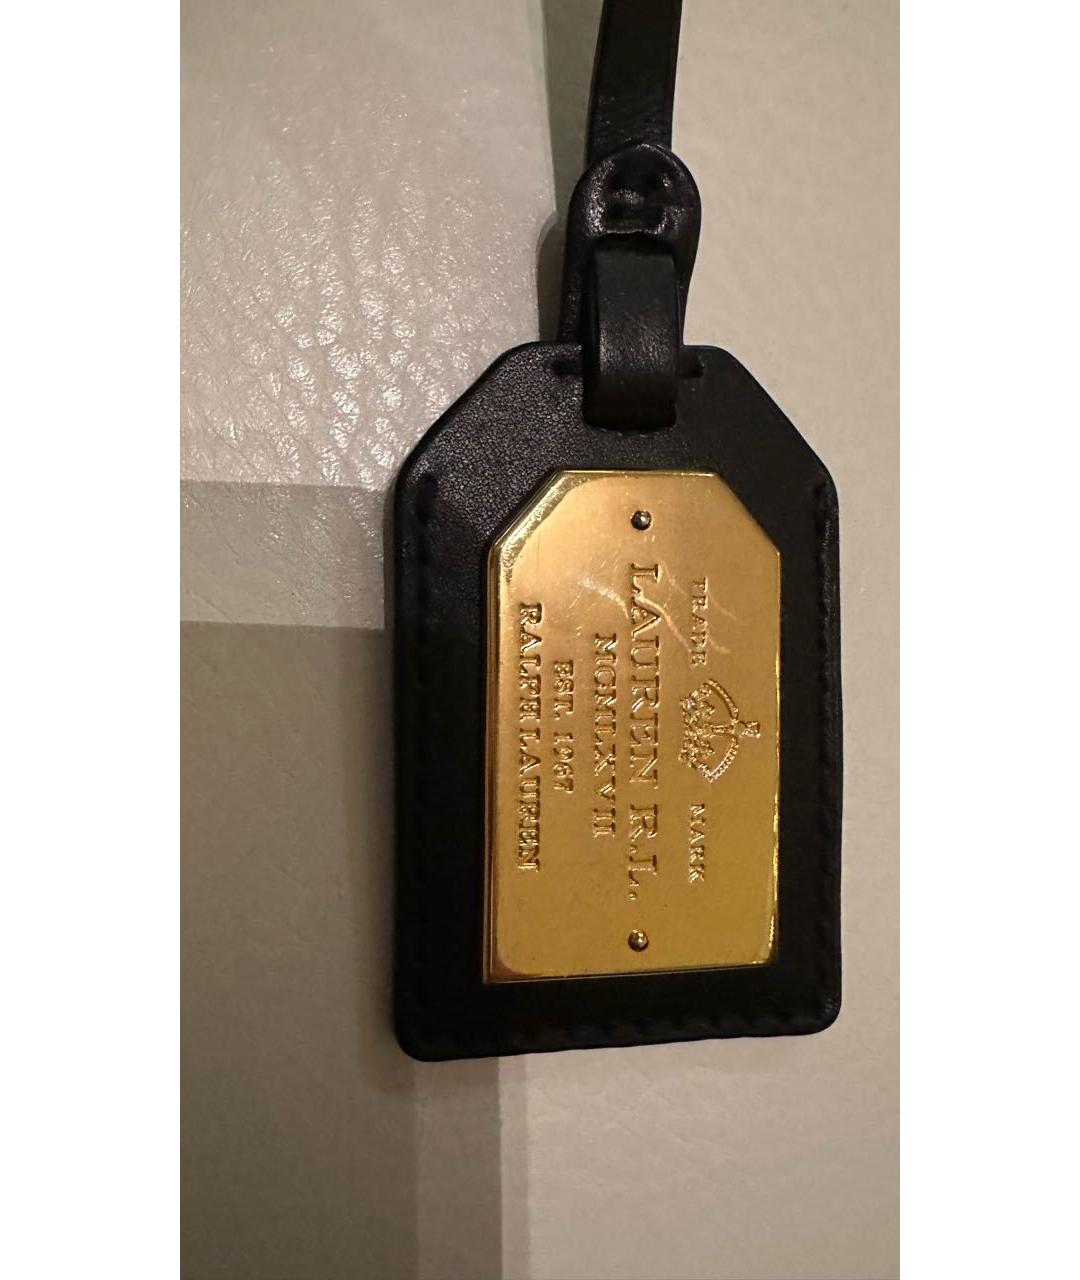 TRADE MARK
LAUREN R.L.
MCMLXVII
EST. 1967
RALPH LAUREN